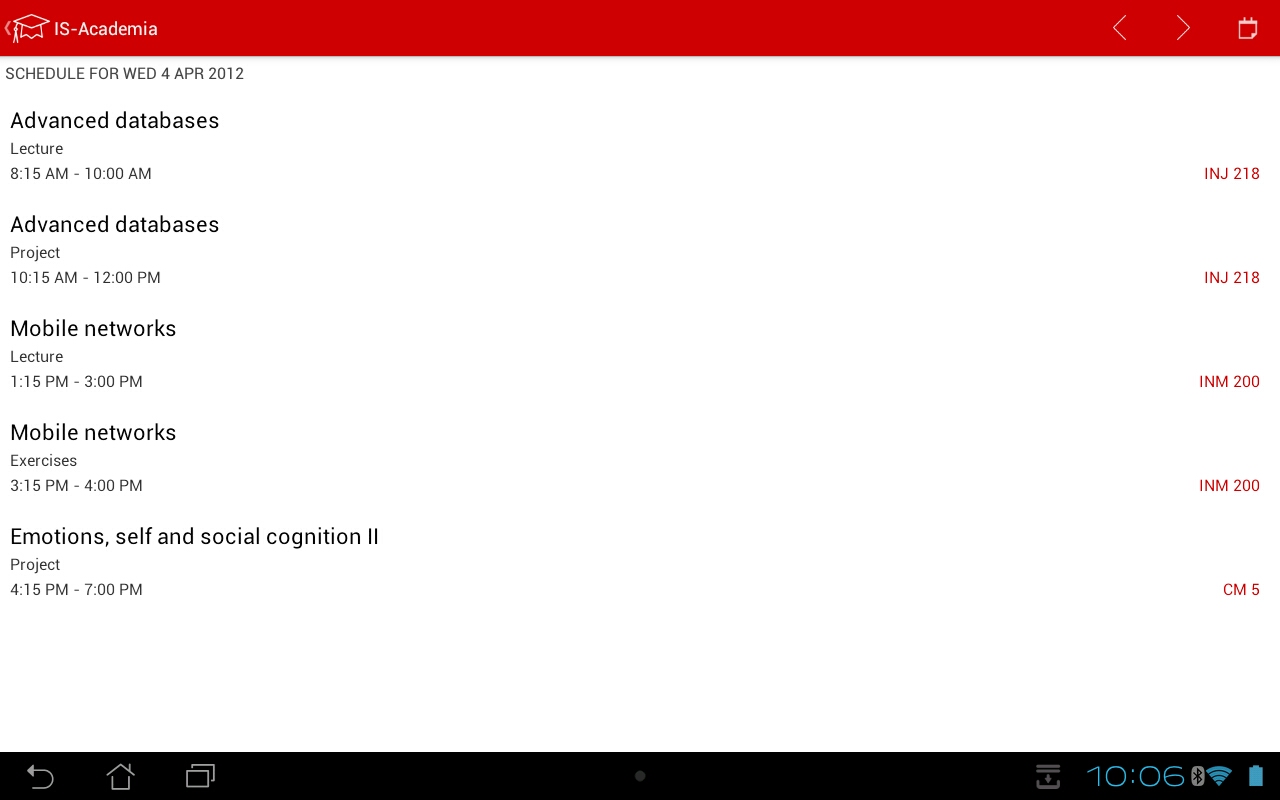 IS-Academia
SCHEDULE FOR WED 4 APR 2012
Advanced databases
Lecture
8:15 AM - 10:00 AM
INJ 218
Advanced databases
Project
10:15 AM - 12:00 PM
INJ 218
Mobile networks
Lecture
1:15 PM - 3:00 PM
INM 200
Mobile networks
Exercises
3:15 PM - 4:00 PM
INM 200
Emotions, self and social cognition II
Project
4:15 PM - 7:00 PM
CM 5
10:06